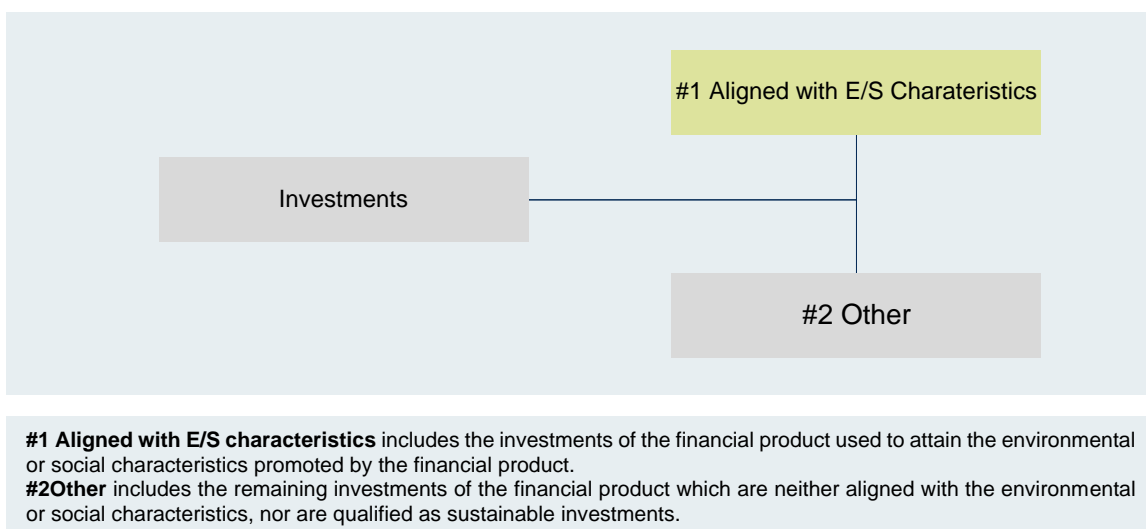 #1 Aligned with E/S Charateristics
Investments
#2 Other
#1 Aligned with E/S characteristics includes the investments of the financial product used to attain the environmental
or social characteristics promoted by the financial product.
#2Other includes the remaining investments of the financial product which are neither aligned with the environmental
or social characteristics, nor are qualified as sustainable investments.